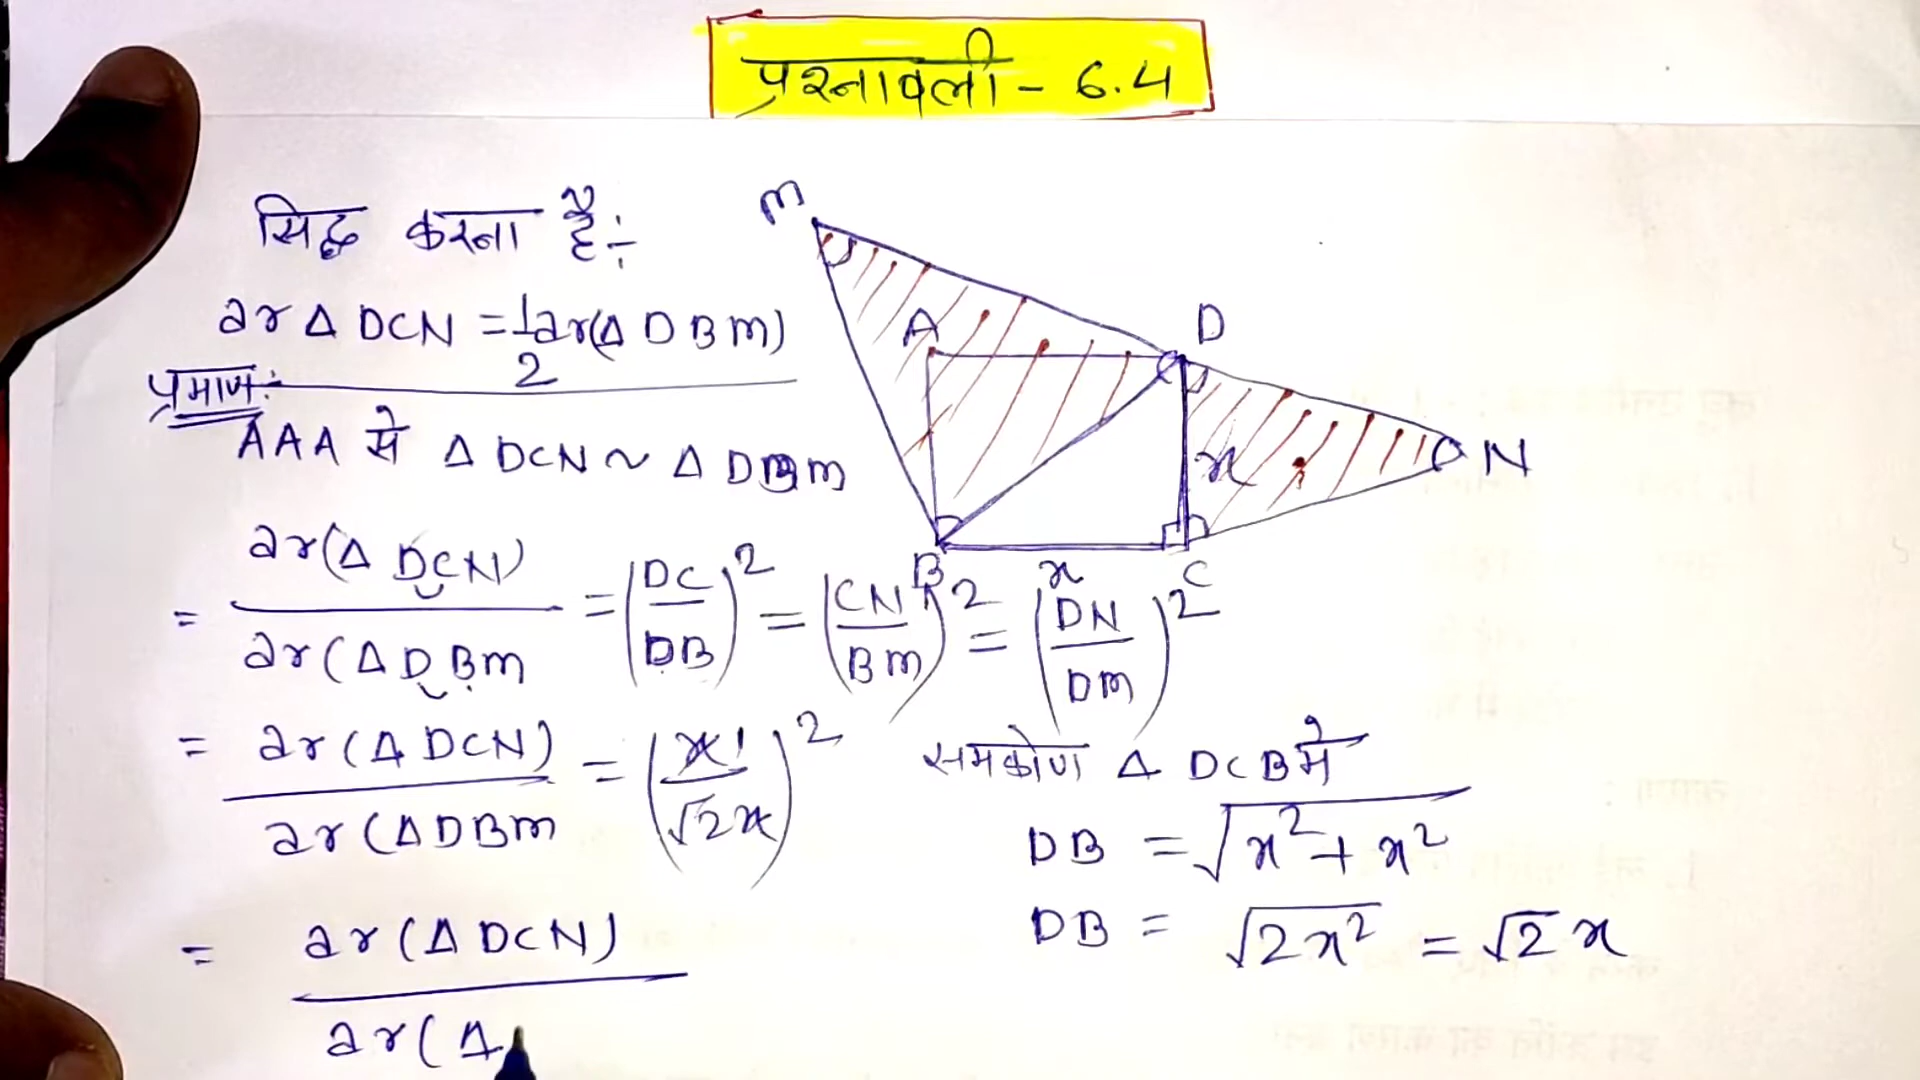 प्रश्नावली - 6.4
सिद्ध करना है:-
ar Δ DCN = 1/2 ar(Δ DBM)
प्रमाण:-
AAA से Δ DCN ~ Δ DBM
= ar(Δ DCN)/ar(Δ DBM = (DC/DB)² = (CN/BM)² = (DN/DM)²
= ar(Δ DCN)/ar(Δ DBM = (x/√2x)²
= ar(Δ DCN)/ar(Δ
M
A
D
x
N
B
x
C
समकोण Δ DCB में
DB = √x² + x²
DB = √2x² = √2 x